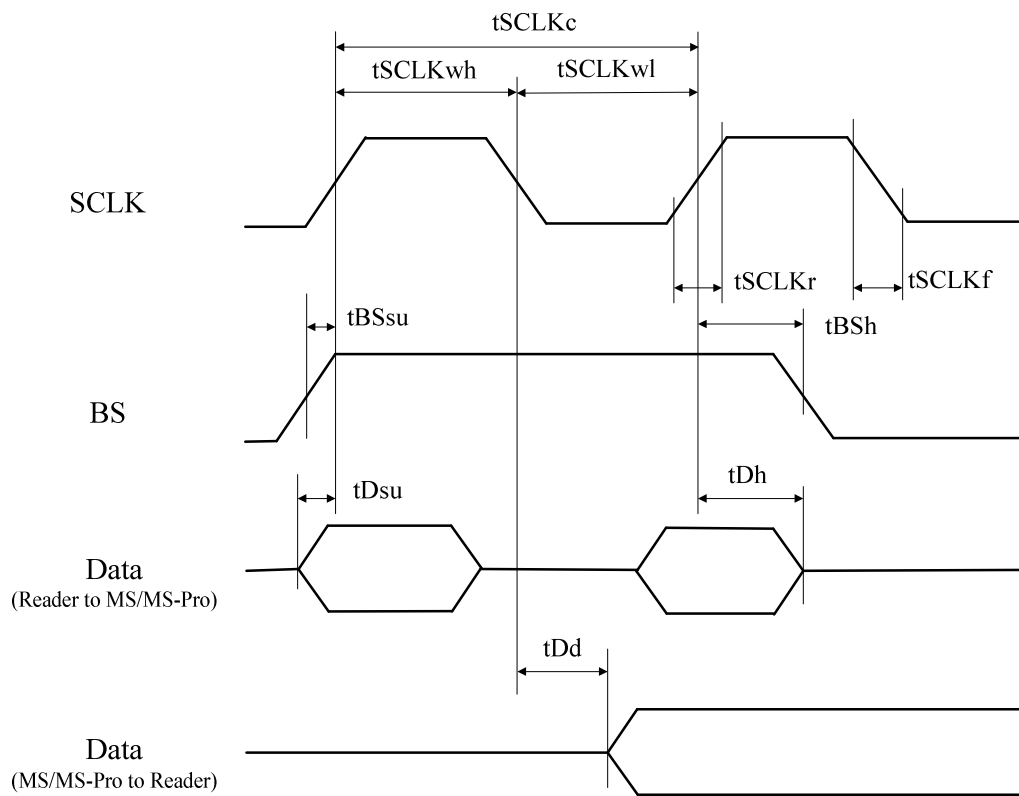 tSCLKc
tSCLKwh
tSCLKwl
SCLK
tSCLKr
tSCLKf
tBSsu
tBSh
BS
tDsu
tDh
Data
(Reader to MS/MS-Pro)
tDd
Data
(MS/MS-Pro to Reader)